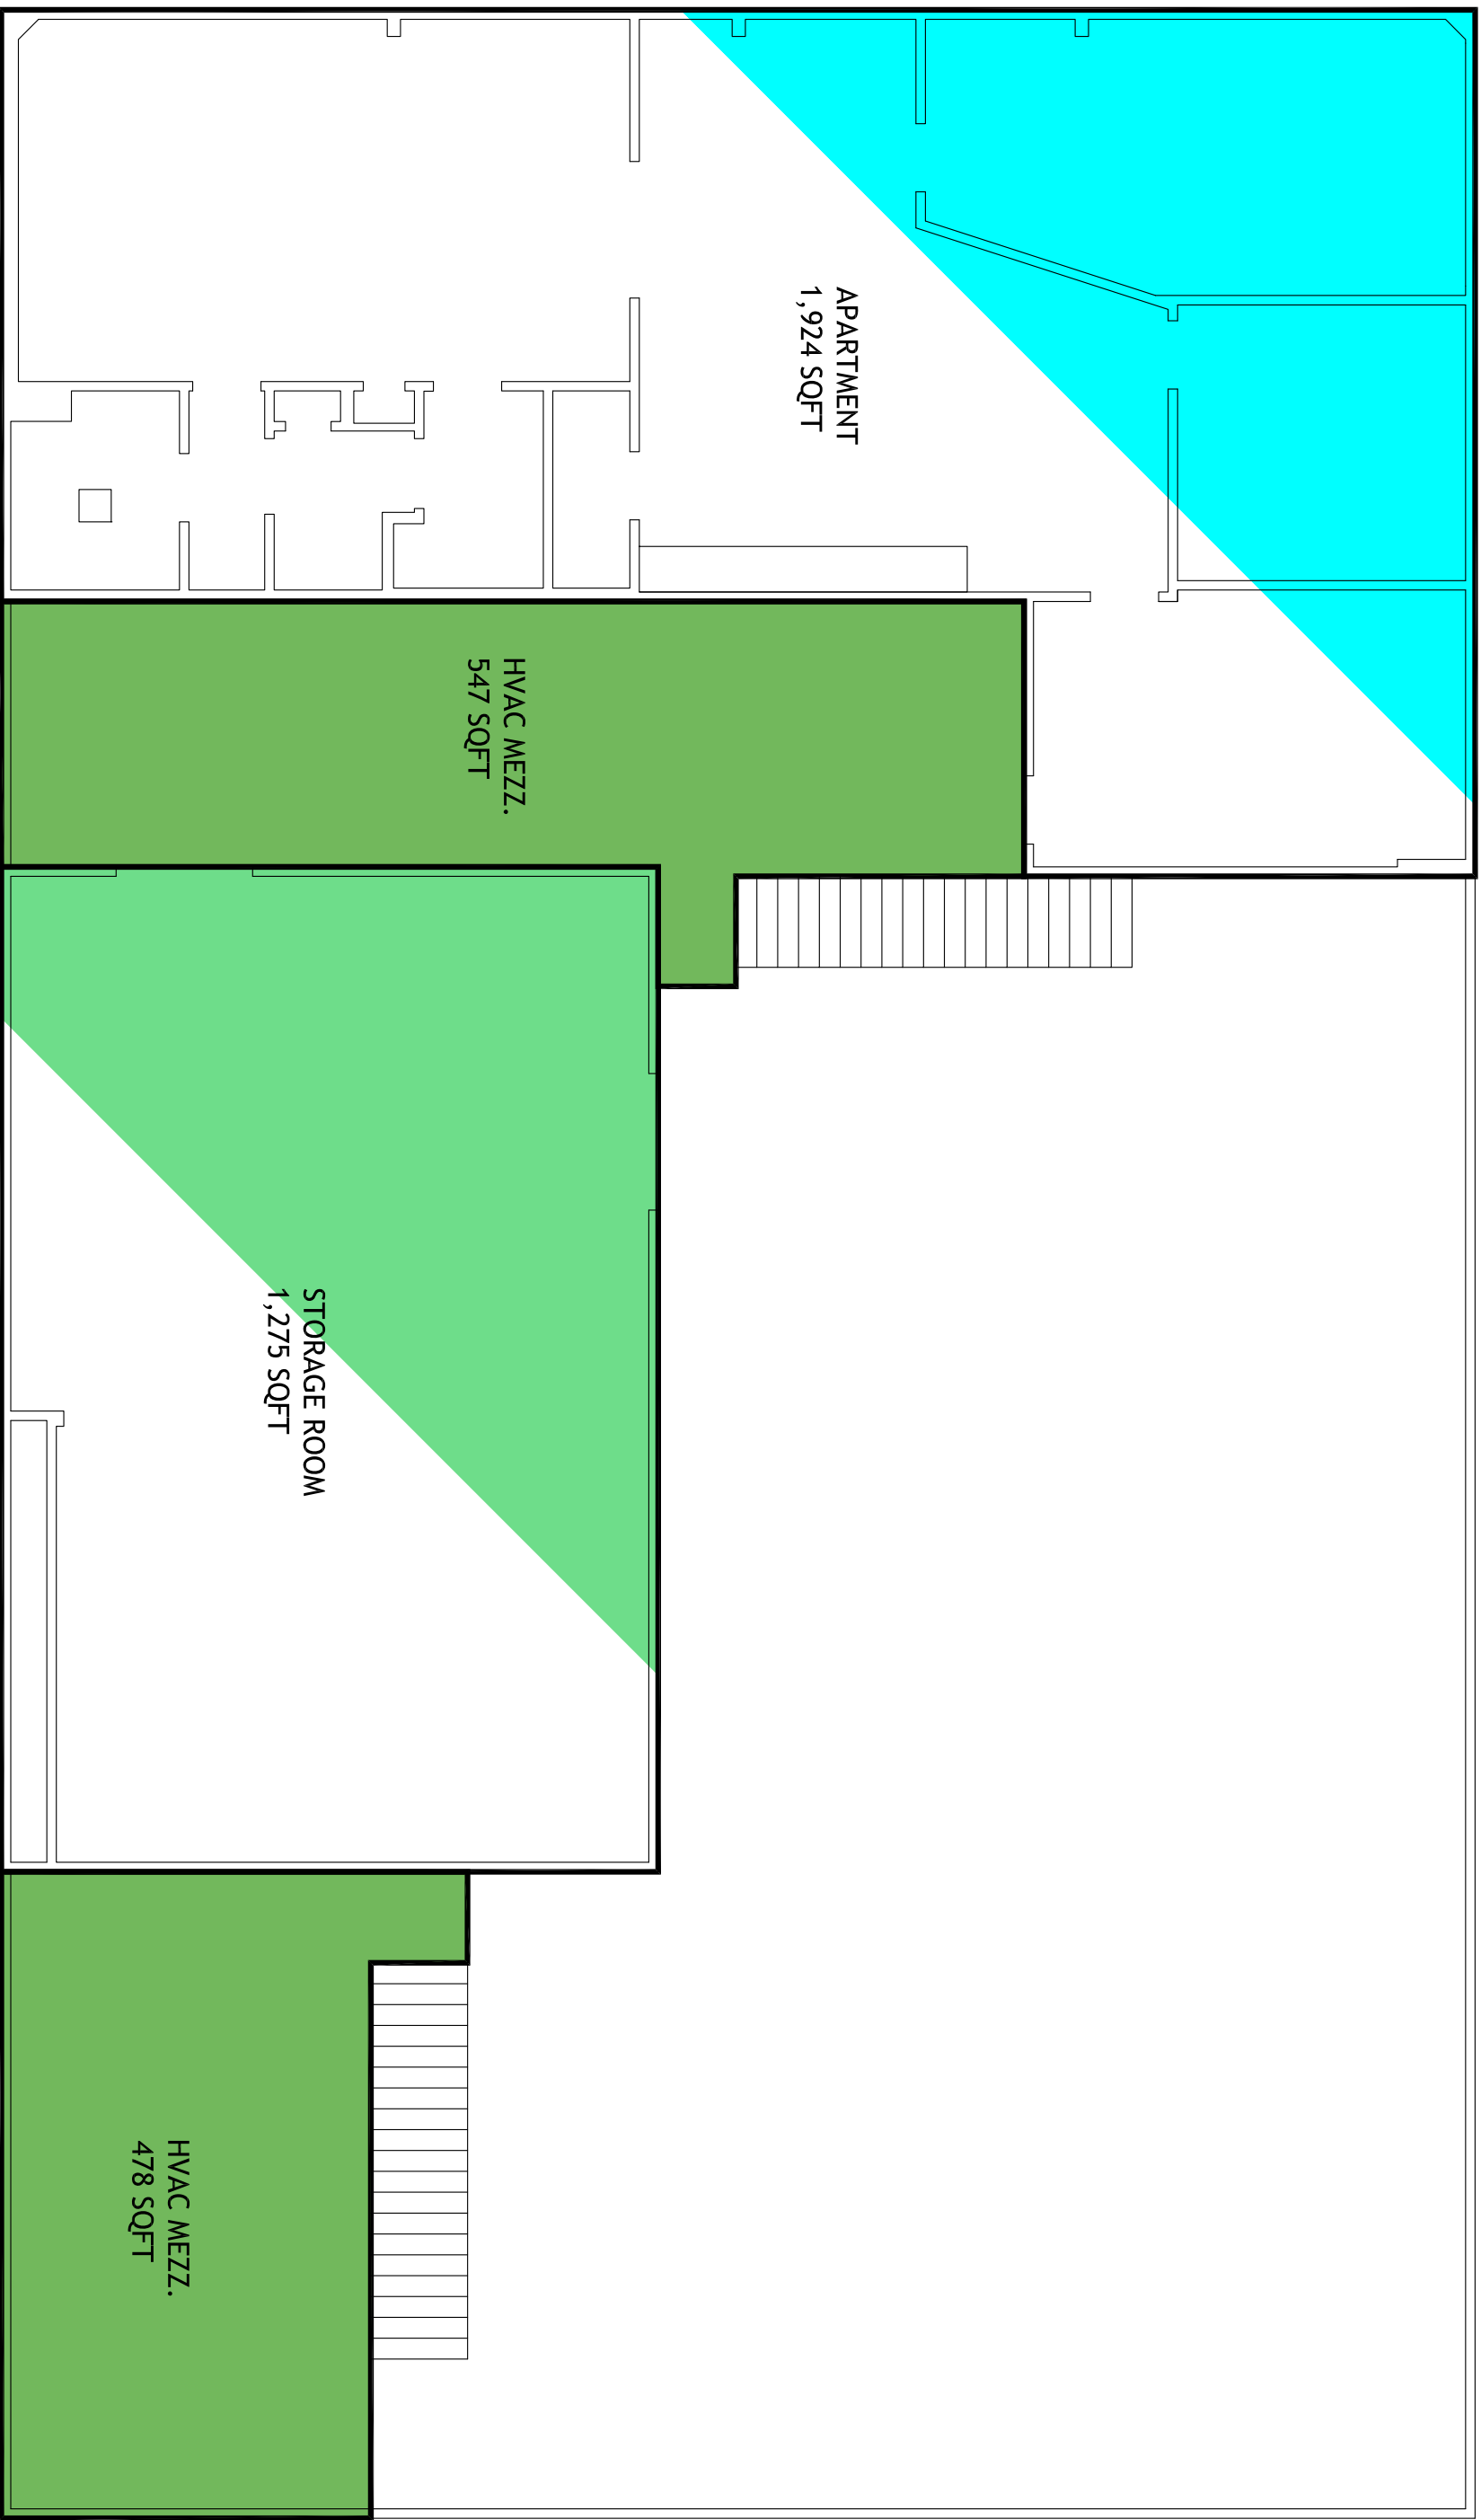 APARTMENT
1,924 SQFT
HVAC MEZZ.
547 SQFT
STORAGE ROOM
1,275 SQFT
HVAC MEZZ.
478 SQFT